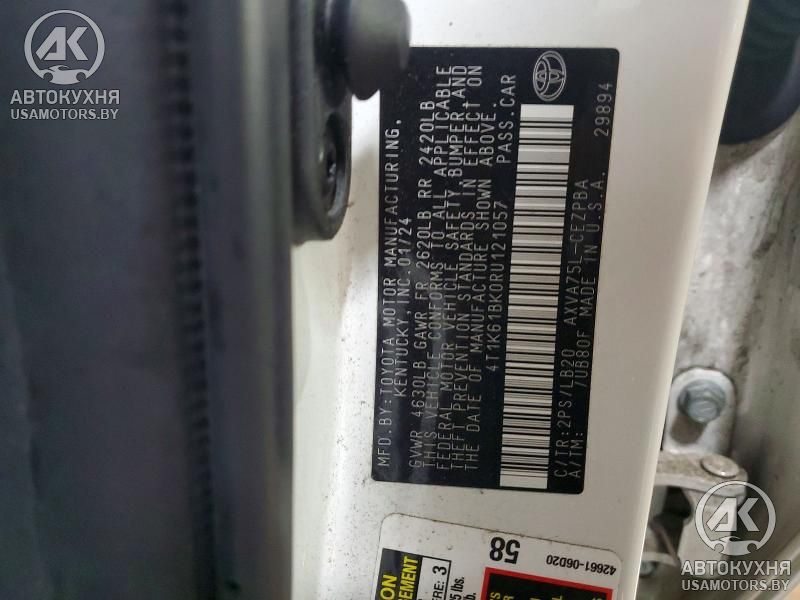 АВТОКУХНЯ
USAMOTORS.BY
MFD.BY:TOYOTA MOTOR MANUFACTURING,
KENTUCKY, INC. 01/24
GVWR 4630LB GAWR FR 2620LB RR 2420LB
THIS VEHICLE CONFORMS TO ALL APPLICABLE
FEDERAL MOTOR VEHICLE SAFETY, BUMPER, AND
THEFT PREVENTION STANDARDS IN EFFECT ON
THE DATE OF MANUFACTURE SHOWN ABOVE.
4T1K61BK0RU121057 PASS.CAR
C/TR:2PS/LB20 AXVA75L-CEZPBA
A/TM: 7UB80F MADE IN U.S.A. 29894
TOYOTA
58
42661-06D20
3
АВТОКУХНЯ
USAMOTORS.BY